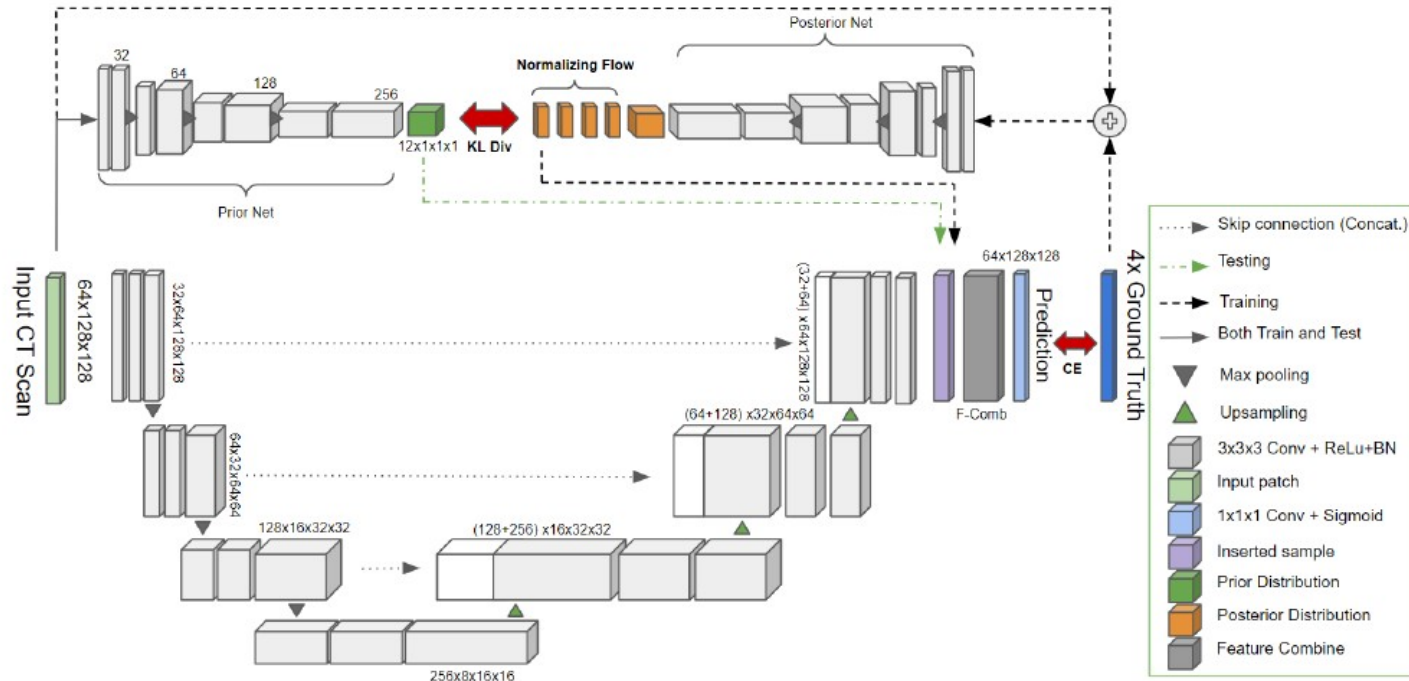 Posterior Net
32
64
128
256
Normalizing Flow
12x1x1x1
KL Div
Prior Net
Input CT Scan
64x128x128
32x64x128x128
(32+64) x64x128x128
64x128x128
Prediction
CE
4x Ground Truth
F-Comb
64x32x64x64
(64+128) x32x64x64
128x16x32x32
(128+256) x16x32x32
256x8x16x16
Skip connection (Concat.)
Testing
Training
Both Train and Test
Max pooling
Upsampling
3x3x3 Conv + ReLu+BN
Input patch
1x1x1 Conv + Sigmoid
Inserted sample
Prior Distribution
Posterior Distribution
Feature Combine